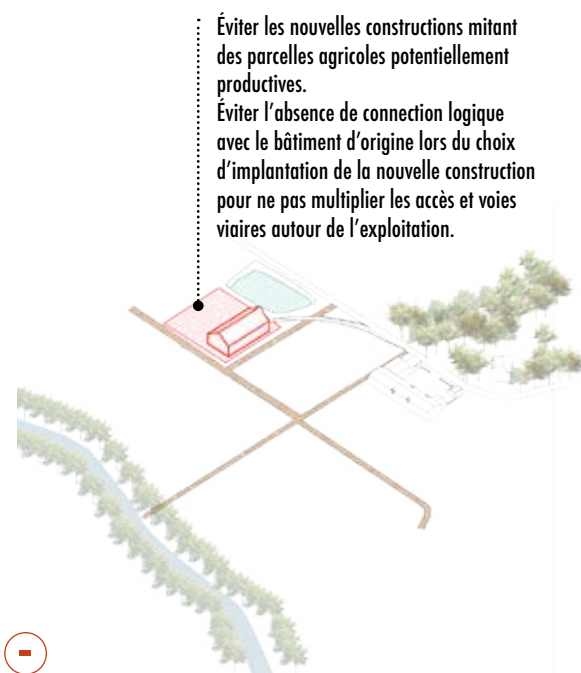 Éviter les nouvelles constructions mitant
des parcelles agricoles potentiellement
productives.
Éviter l’absence de connection logique
avec le bâtiment d’origine lors du choix
d’implantation de la nouvelle construction
pour ne pas multiplier les accès et voies
viaires autour de l’exploitation.
-